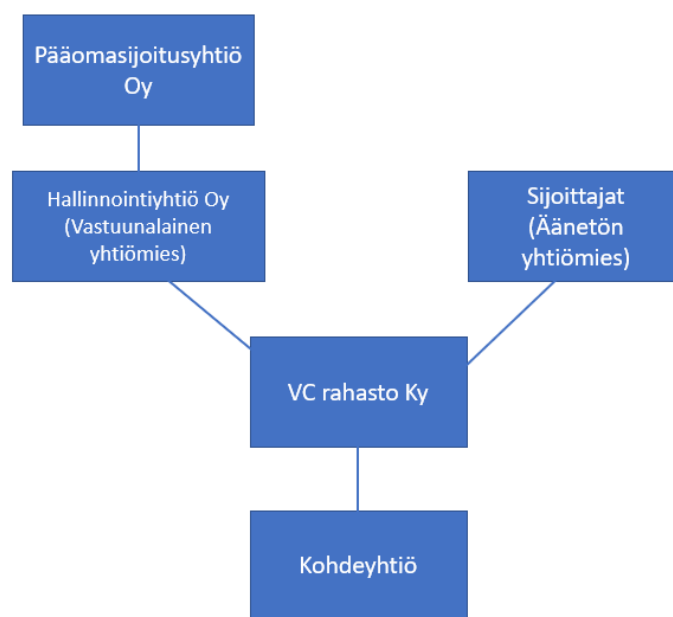 Pääomasijoitusyhtiö
Oy
Hallinnointiyhtiö Oy
(Vastuunalainen
yhtiömies)
Sijoittajat
(Äänetön
yhtiömies)
VC rahasto Ky
Kohdeyhtiö